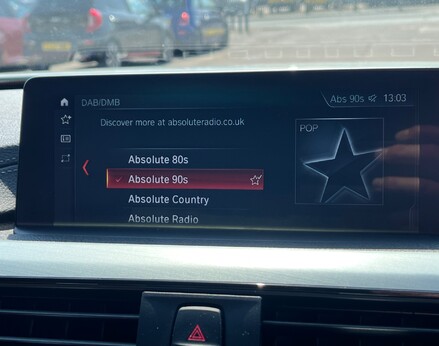 DAB/DMB
Abs 90s 13:03
Discover more at absoluteradio.co.uk
POP
Absolute 80s
Absolute 90s
Absolute Country
Absolute Radio